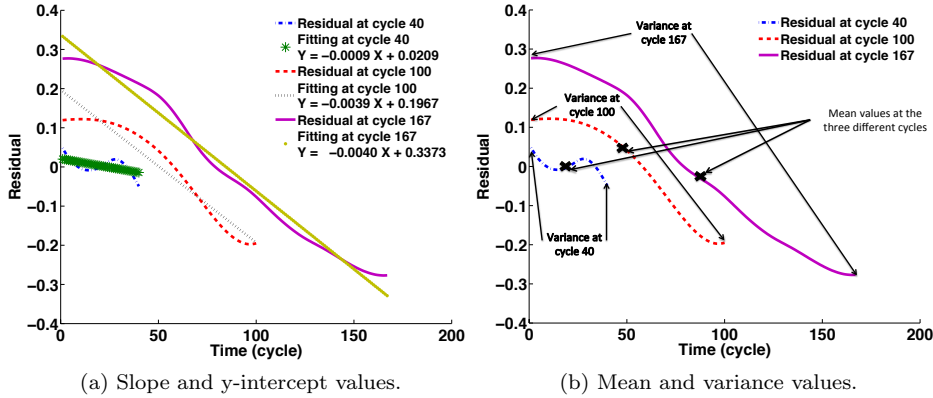 0.4
0.3
0.2
0.1
0
−0.1
−0.2
−0.3
−0.4
Residual
0
50
100
150
200
Time (cycle)
Residual at cycle 40
Fitting at cycle 40
Y = −0.0009 X + 0.0209
Residual at cycle 100
Fitting at cycle 100
Y = −0.0039 X + 0.1967
Residual at cycle 167
Fitting at cycle 167
Y = −0.0040 X + 0.3373
(a) Slope and y-intercept values.
0.4
0.3
0.2
0.1
0
−0.1
−0.2
−0.3
−0.4
Residual
0
50
100
150
200
Time (cycle)
Variance at
cycle 167
Residual at cycle 40
Residual at cycle 100
Residual at cycle 167
Variance at
cycle 100
Mean values at the
three different cycles
Variance at
cycle 40
(b) Mean and variance values.